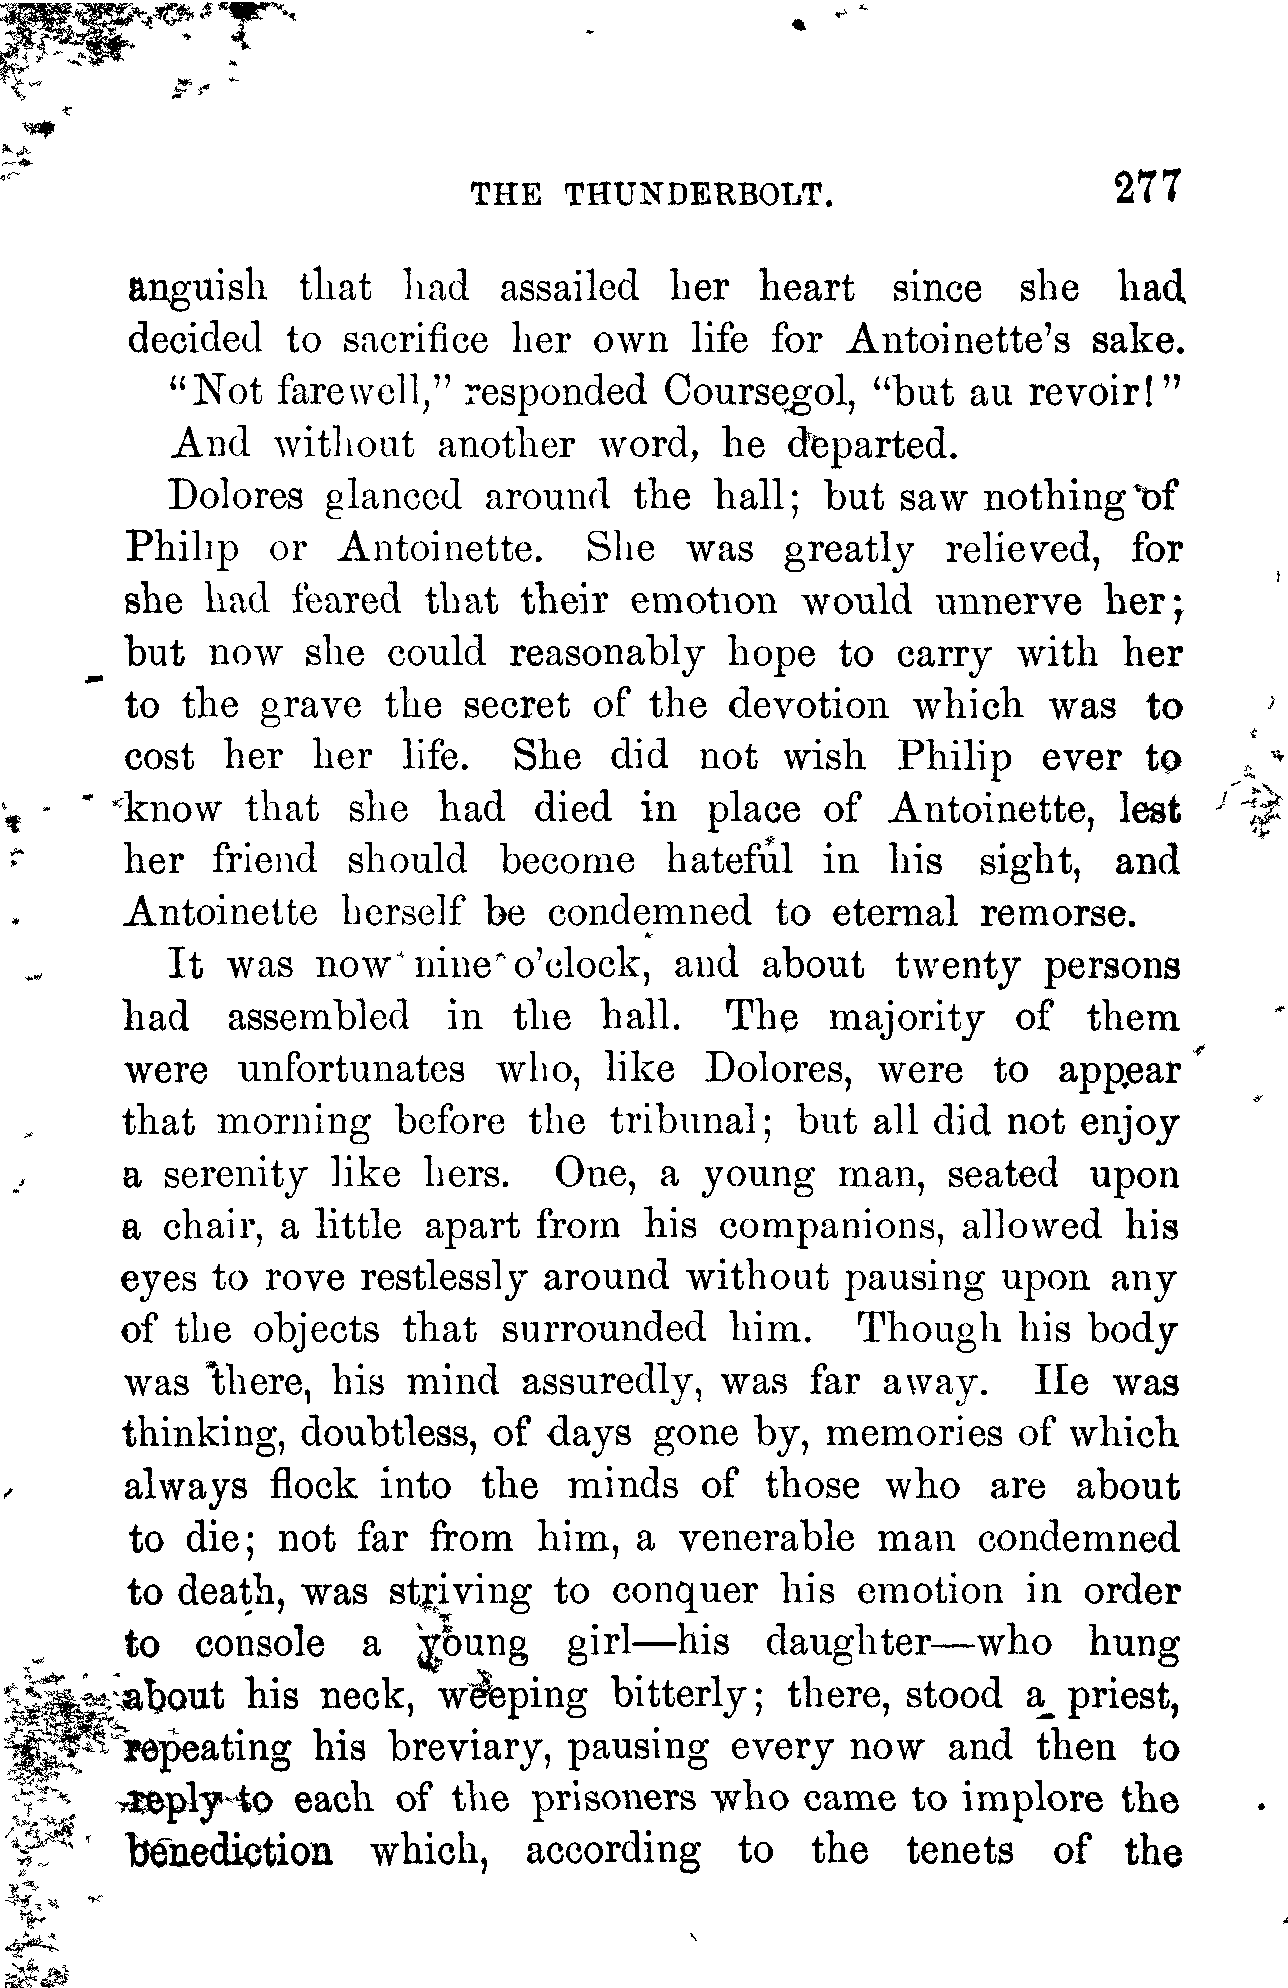 THE THUNDERBOLT. 277
anguish that had assailed her heart since she had
decided to sacrifice her own life for Antoinette's sake.
"Not farewell," responded Coursegol, "but au revoir!"
And without another word, he departed.
Dolores glanced around the hall; but saw nothing of
Philip or Antoinette. She was greatly relieved, for
she had feared that their emotion would unnerve her;
but now she could reasonably hope to carry with her
to the grave the secret of the devotion which was to
cost her her life. She did not wish Philip ever to
know that she had died in place of Antoinette, lest
her friend should become hateful in his sight, and
Antoinette herself be condemned to eternal remorse.
It was now nine o'clock, and about twenty persons
had assembled in the hall. The majority of them
were unfortunates who, like Dolores, were to appear
that morning before the tribunal; but all did not enjoy
a serenity like hers. One, a young man, seated upon
a chair, a little apart from his companions, allowed his
eyes to rove restlessly around without pausing upon any
of the objects that surrounded him. Though his body
was there, his mind assuredly, was far away. He was
thinking, doubtless, of days gone by, memories of which
always flock into the minds of those who are about
to die; not far from him, a venerable man condemned
to death, was striving to conquer his emotion in order
to console a young girl—his daughter—who hung
about his neck, weeping bitterly; there, stood a priest,
repeating his breviary, pausing every now and then to
reply to each of the prisoners who came to implore the
benediction which, according to the tenets of the